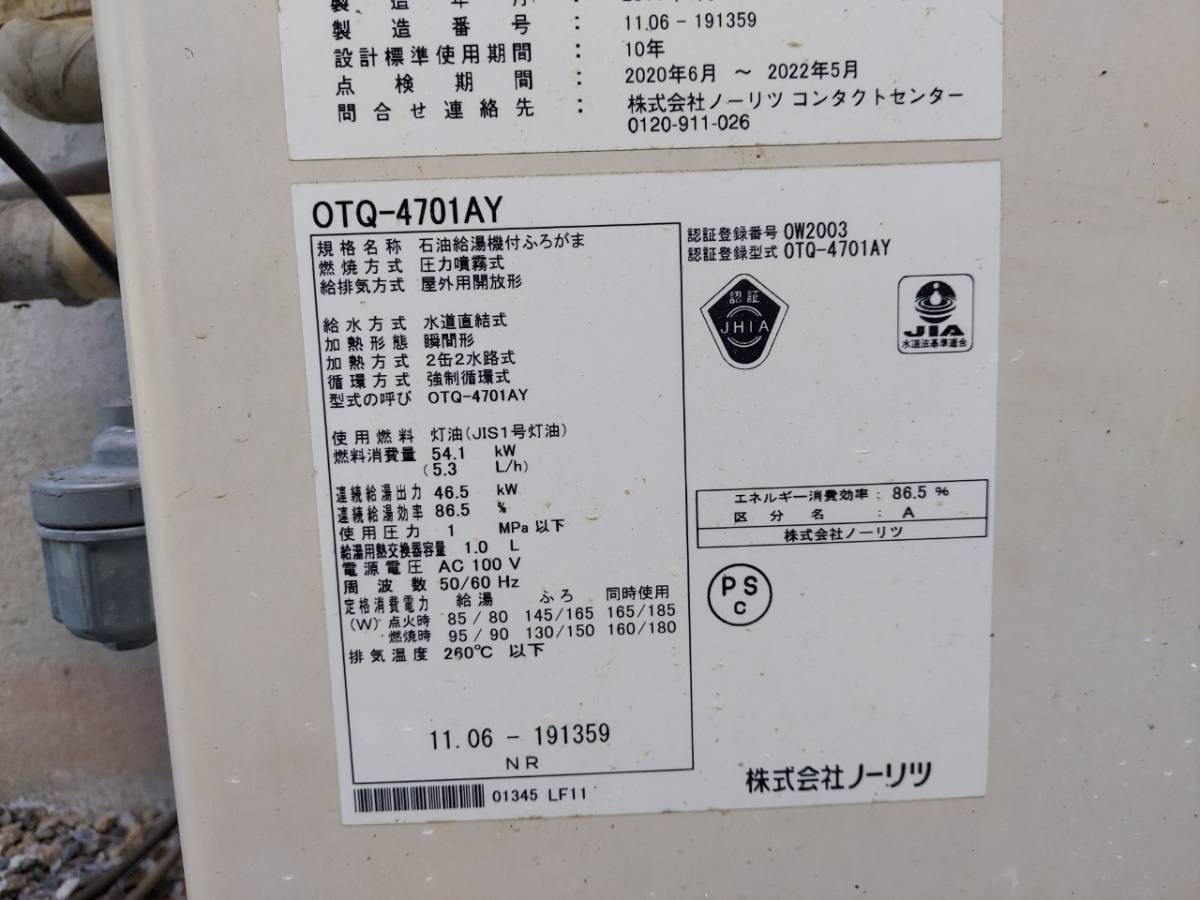 製造年月 :
製造番号 : 11.06-191359
設計標準使用期間 : 10年
点検期間 : 2020年6月 ～ 2022年5月
問合せ連絡先 : 株式会社ノーリツ コンタクトセンター
0120-911-026
OTQ-4701AY
規格名称 石油給湯機付ふろがま
燃焼方式 圧力噴霧式
給排気方式 屋外用開放形
給水方式 水道直結式
加熱形態 瞬間形
加熱方式 2缶2水路式
循環方式 強制循環式
型式の呼び OTQ-4701AY
使用燃料 灯油(JIS1号灯油)
燃料消費量 54.1 kW
(5.3 L/h)
連続給湯出力 46.5 kW
連続給湯効率 86.5 %
使用圧力 1 MPa 以下
給湯用熱交換器容量 1.0 L
電源電圧 AC 100 V
周波数 50/60 Hz
定格消費電力 給湯 ふろ 同時使用
(W) 点火時 85/80 145/165 165/185
燃焼時 95/90 130/150 160/180
排気温度 260℃ 以下
11.06 - 191359
NR
01345 LF11
認証登録番号 0W2003
認証登録型式 OTQ-4701AY
認証
JHIA
JIA
水道法基準適合
エネルギー消費効率 : 86.5 %
区分名 : A
株式会社ノーリツ
PS
C
株式会社ノーリツ